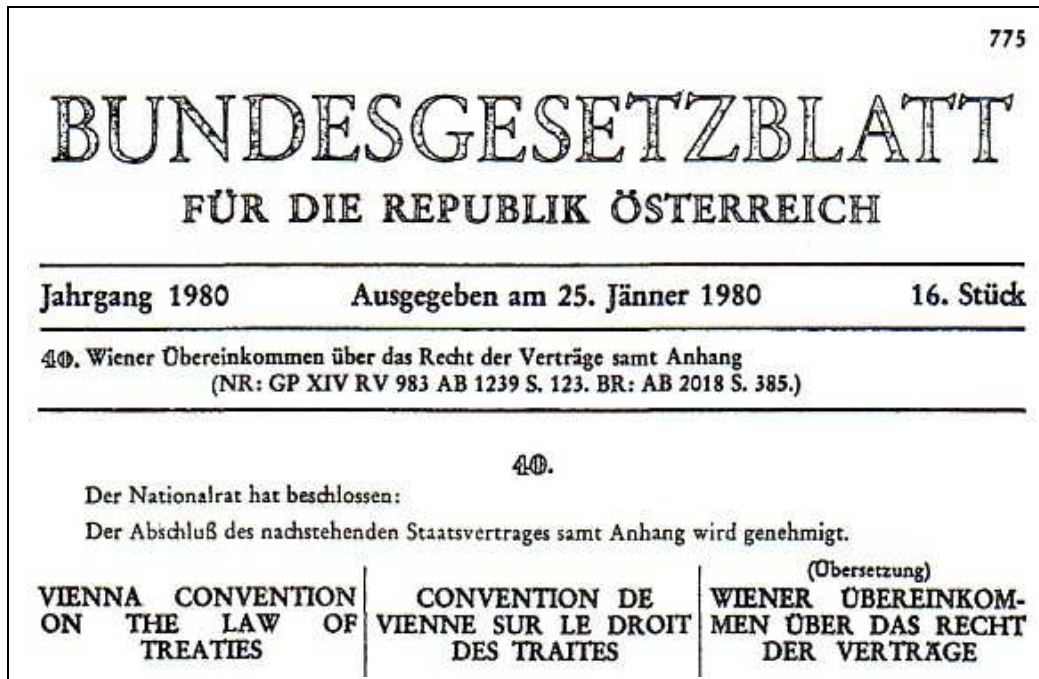 775
BUNDESGESETZBLATT
FÜR DIE REPUBLIK ÖSTERREICH
Jahrgang 1980 Ausgegeben am 25. Jänner 1980 16. Stück
40. Wiener Übereinkommen über das Recht der Verträge samt Anhang
(NR: GP XIV RV 983 AB 1239 S. 123. BR: AB 2018 S. 385.)
40.
Der Nationalrat hat beschlossen:
Der Abschluß des nachstehenden Staatsvertrages samt Anhang wird genehmigt.
VIENNA CONVENTION
ON THE LAW OF
TREATIES
CONVENTION DE
VIENNE SUR LE DROIT
DES TRAITES
(Übersetzung)
WIENER ÜBEREINKOM-
MEN ÜBER DAS RECHT
DER VERTRÄGE